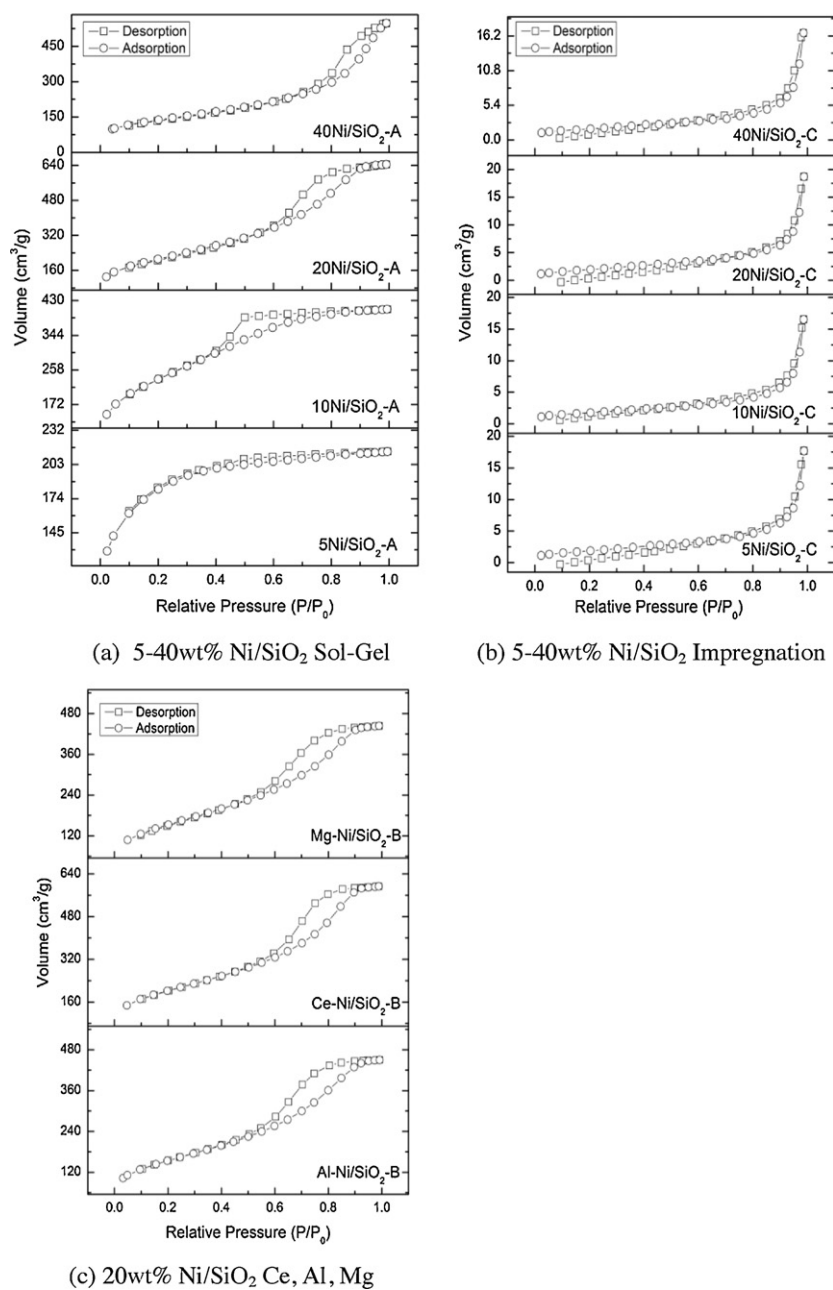 Desorption
Adsorption
450
300
150
0
40Ni/SiO₂-A
640
480
320
160
20Ni/SiO₂-A
430
344
258
172
10Ni/SiO₂-A
232
203
174
145
5Ni/SiO₂-A
Volume (cm³/g)
0.0 0.2 0.4 0.6 0.8 1.0
Relative Pressure (P/P₀)
(a) 5-40wt% Ni/SiO₂ Sol-Gel
Desorption
Adsorption
16.2
10.8
5.4
0.0
40Ni/SiO₂-C
20
15
10
5
0
20Ni/SiO₂-C
20
15
10
5
0
10Ni/SiO₂-C
20
15
10
5
0
5Ni/SiO₂-C
Volume (cm³/g)
0.0 0.2 0.4 0.6 0.8 1.0
Relative Pressure (P/P₀)
(b) 5-40wt% Ni/SiO₂ Impregnation
Desorption
Adsorption
480
360
240
120
Mg-Ni/SiO₂-B
640
480
320
160
Ce-Ni/SiO₂-B
480
360
240
120
Al-Ni/SiO₂-B
Volume (cm³/g)
0.0 0.2 0.4 0.6 0.8 1.0
Relative Pressure (P/P₀)
(c) 20wt% Ni/SiO₂ Ce, Al, Mg